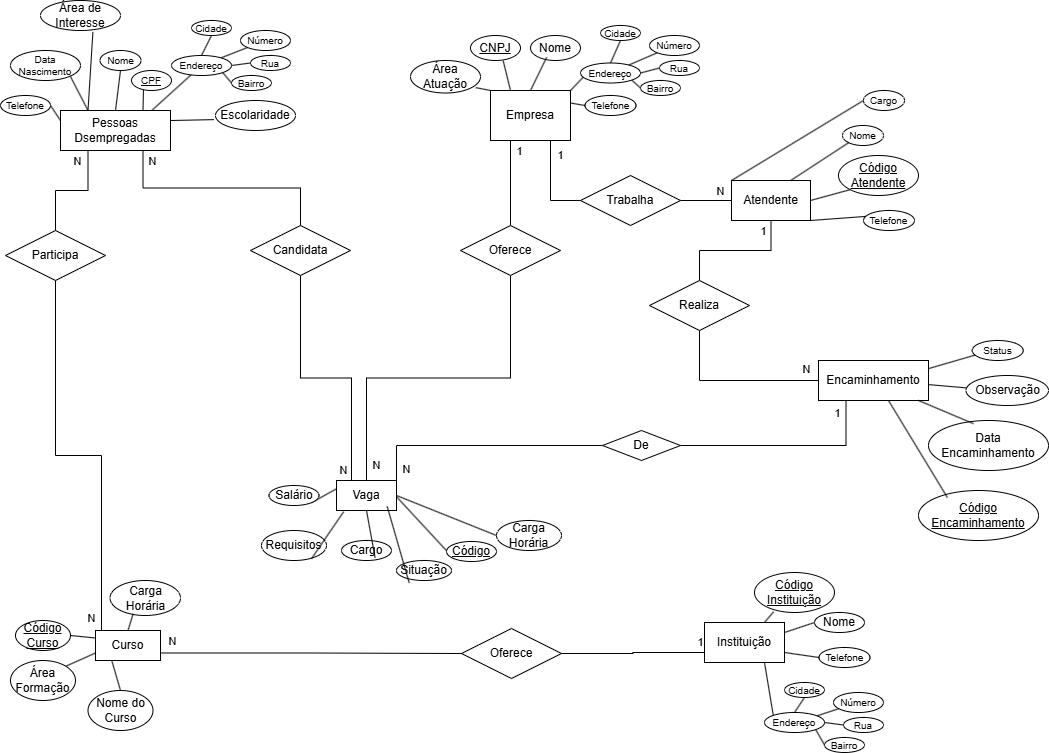 Área de
Interesse
Cidade
Número
Data
Nascimento
Nome
CPF
Endereço
Rua
Bairro
Telefone
Escolaridade
Pessoas
Dsempregadas
N
N
CNPJ
Nome
Cidade
Número
Área
Atuação
Endereço
Rua
Bairro
Telefone
Empresa
1
1
Cargo
Nome
Código
Atendente
Telefone
Trabalha
N
Atendente
1
Participa
Candidata
Oferece
Realiza
N
Encaminhamento
1
Status
Observação
Data
Encaminhamento
Código
Encaminhamento
De
N
N
N
Salário
Vaga
Requisitos
Cargo
Situação
Código
Carga
Horária
Carga
Horária
N
Código
Curso
Curso
N
Área
Formação
Nome do
Curso
Oferece
Código
Instituição
1
Instituição
Nome
Telefone
Cidade
Número
Endereço
Rua
Bairro